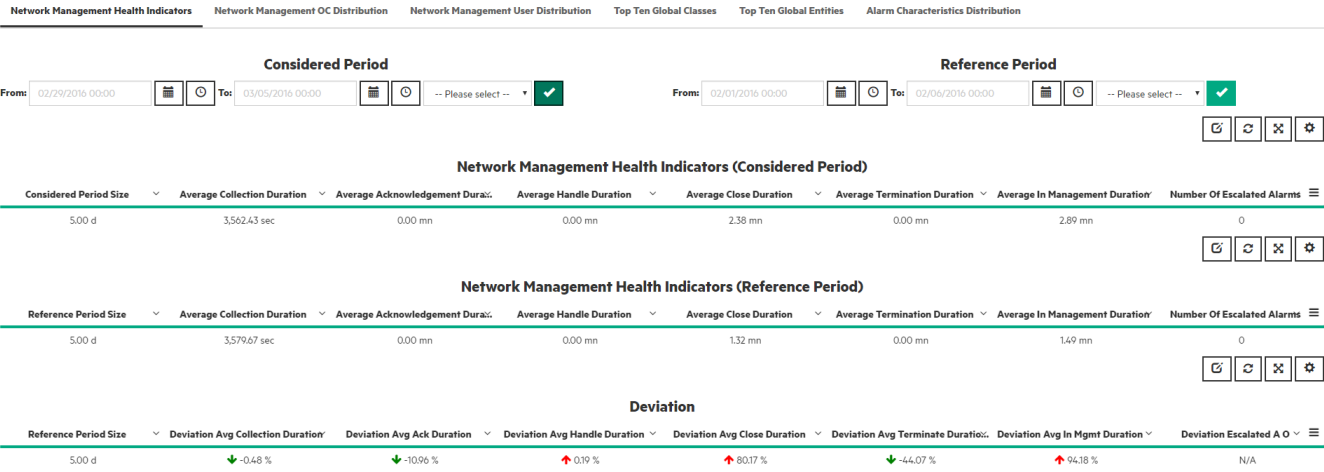 Network Management Health Indicators Network Management OC Distribution Network Management User Distribution Top Ten Global Classes Top Ten Global Entities Alarm Characteristics Distribution
Considered Period Reference Period
From: 02/29/2016 00:00 To: 03/05/2016 00:00 -- Please select -- From: 02/01/2016 00:00 To: 02/06/2016 00:00 -- Please select --
Network Management Health Indicators (Considered Period)
Considered Period Size Average Collection Duration Average Acknowledgement Dura... Average Handle Duration Average Close Duration Average Termination Duration Average In Management Duration Number Of Escalated Alarms
5.00 d 3,562.43 sec 0.00 mn 0.00 mn 2.38 mn 0.00 mn 2.89 mn 0
Network Management Health Indicators (Reference Period)
Reference Period Size Average Collection Duration Average Acknowledgement Dura... Average Handle Duration Average Close Duration Average Termination Duration Average In Management Duration Number Of Escalated Alarms
5.00 d 3,579.67 sec 0.00 mn 0.00 mn 1.32 mn 0.00 mn 1.49 mn 0
Deviation
Reference Period Size Deviation Avg Collection Duration Deviation Avg Ack Duration Deviation Avg Handle Duration Deviation Avg Close Duration Deviation Avg Terminate Duratio... Deviation Avg In Mgmt Duration Deviation Escalated A O
5.00 d -0.48 % -10.96 % 0.19 % 80.17 % -44.07 % 94.18 % N/A